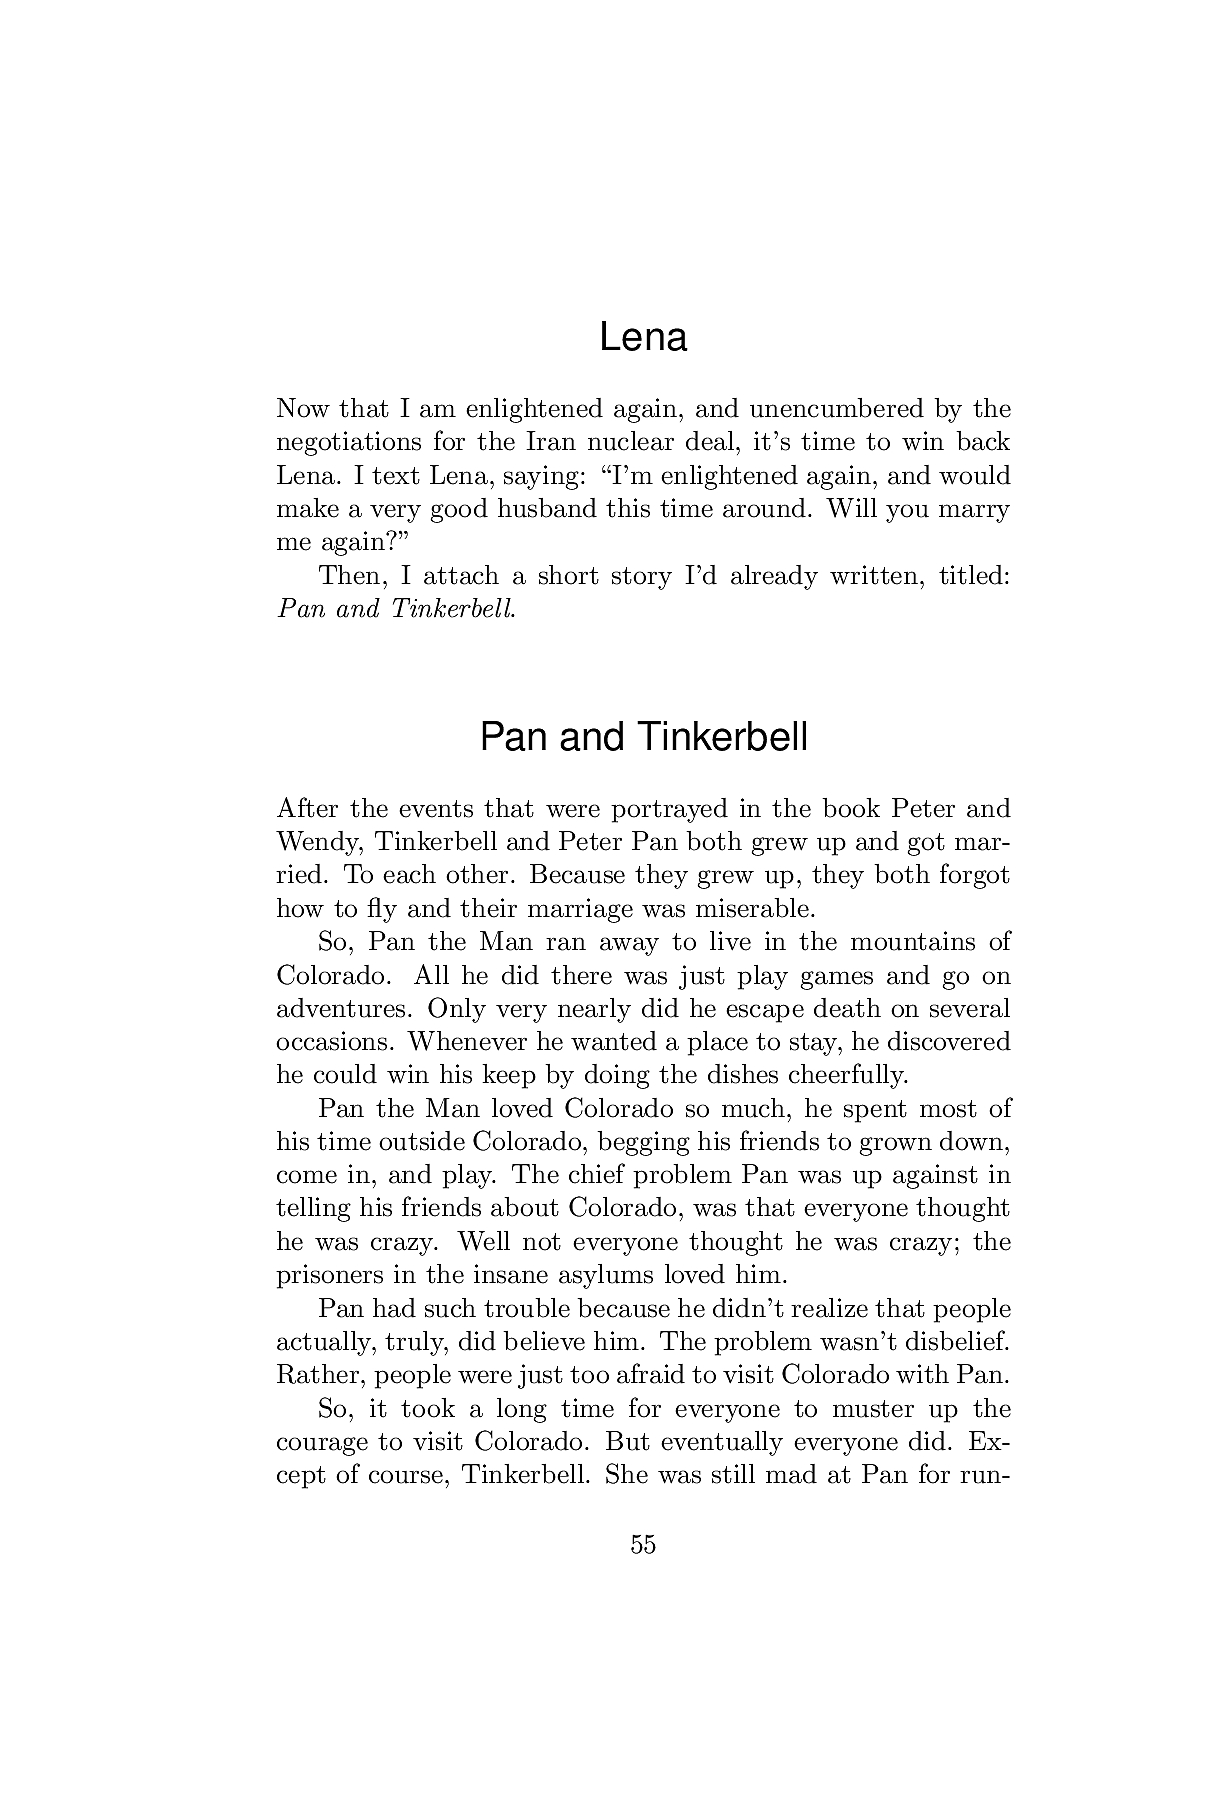 Lena
Now that I am enlightened again, and unencumbered by the
negotiations for the Iran nuclear deal, it's time to win back
Lena. I text Lena, saying: “I'm enlightened again, and would
make a very good husband this time around. Will you marry
me again?”
Then, I attach a short story I'd already written, titled:
Pan and Tinkerbell.
Pan and Tinkerbell
After the events that were portrayed in the book Peter and
Wendy, Tinkerbell and Peter Pan both grew up and got mar-
ried. To each other. Because they grew up, they both forgot
how to fly and their marriage was miserable.
So, Pan the Man ran away to live in the mountains of
Colorado. All he did there was just play games and go on
adventures. Only very nearly did he escape death on several
occasions. Whenever he wanted a place to stay, he discovered
he could win his keep by doing the dishes cheerfully.
Pan the Man loved Colorado so much, he spent most of
his time outside Colorado, begging his friends to grown down,
come in, and play. The chief problem Pan was up against in
telling his friends about Colorado, was that everyone thought
he was crazy. Well not everyone thought he was crazy; the
prisoners in the insane asylums loved him.
Pan had such trouble because he didn't realize that people
actually, truly, did believe him. The problem wasn't disbelief.
Rather, people were just too afraid to visit Colorado with Pan.
So, it took a long time for everyone to muster up the
courage to visit Colorado. But eventually everyone did. Ex-
cept of course, Tinkerbell. She was still mad at Pan for run-
55